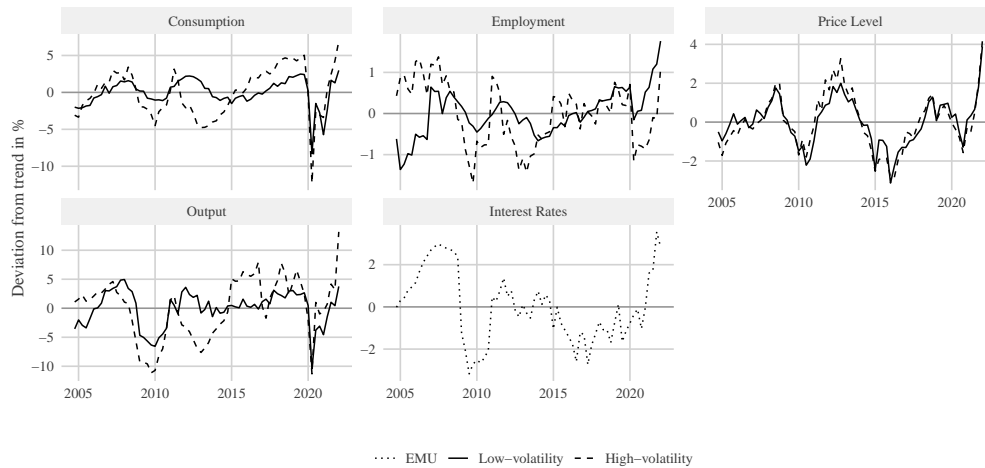 Consumption
Employment
Price Level
5
0
−5
−10
1
0
−1
4
2
0
−2
2005 2010 2015 2020
Output
Interest Rates
10
5
0
−5
−10
2
0
−2
2005 2010 2015 2020
2005 2010 2015 2020
Deviation from trend in %
EMU Low−volatility High−volatility